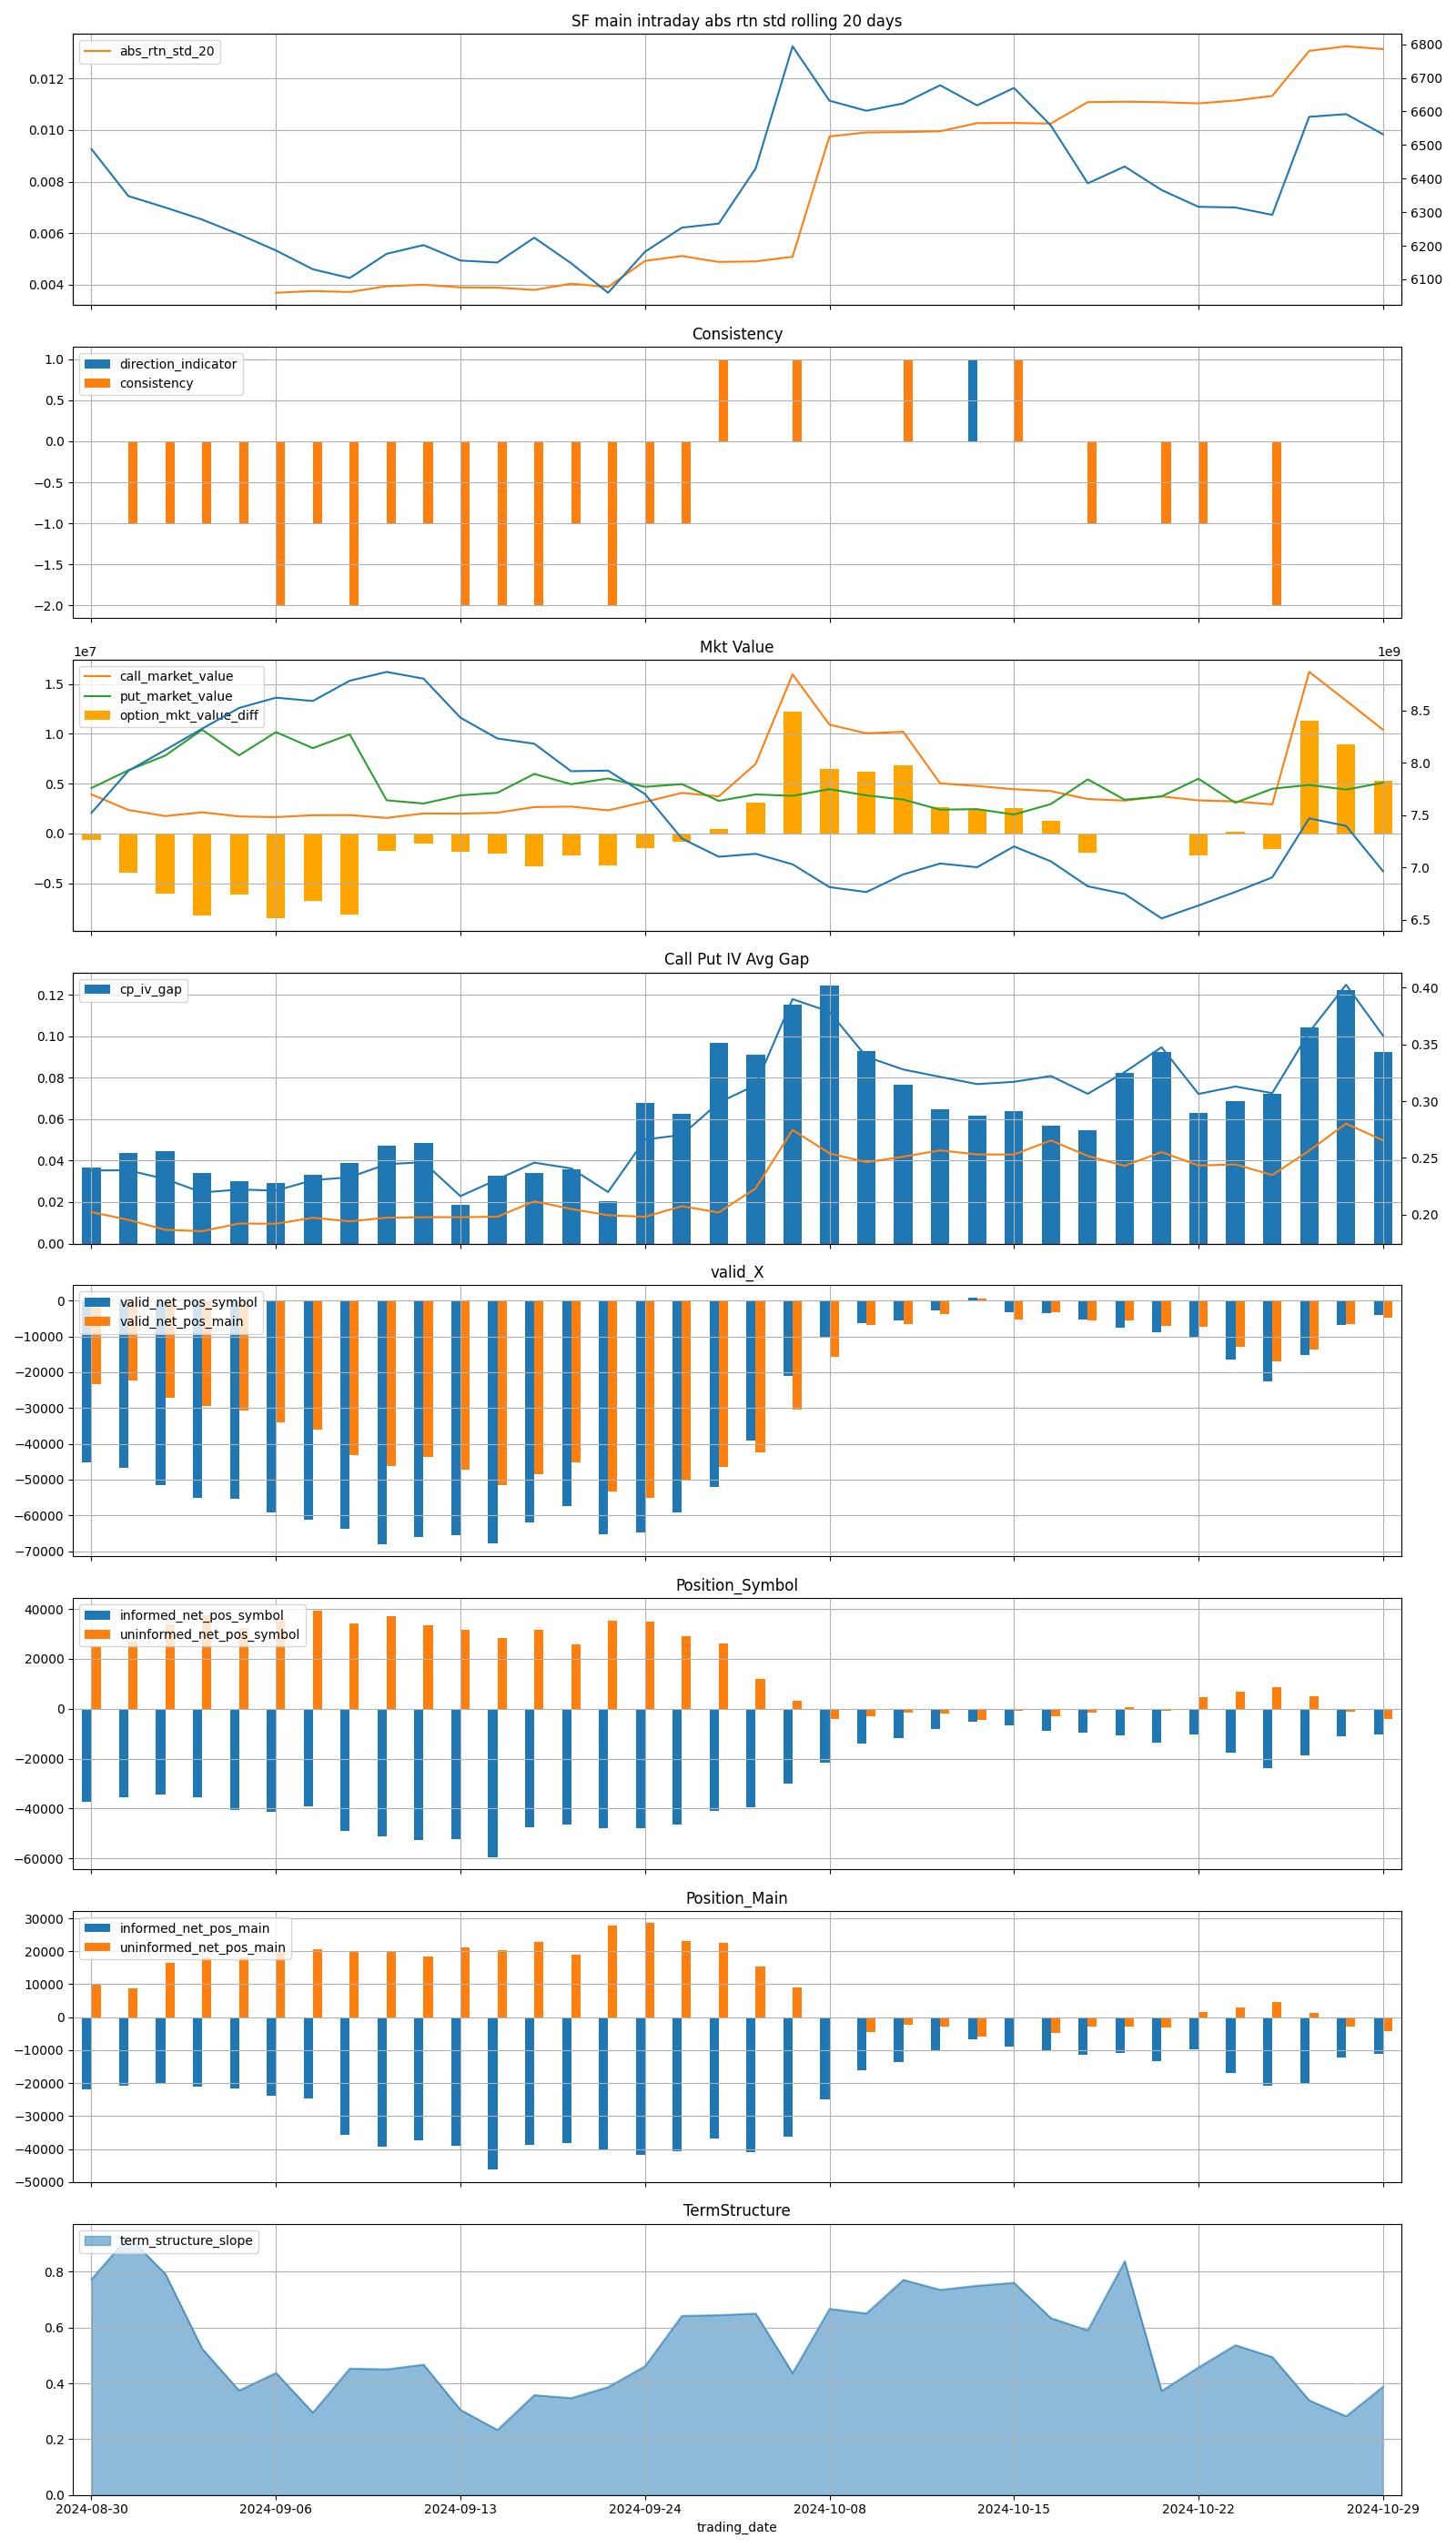 SF main intraday abs rtn std rolling 20 days
abs_rtn_std_20
0.012
0.010
0.008
0.006
0.004
6800
6700
6600
6500
6400
6300
6200
6100
Consistency
direction_indicator
consistency
1.0
0.5
0.0
−0.5
−1.0
−1.5
−2.0
Mkt Value
1e7
1e9
call_market_value
put_market_value
option_mkt_value_diff
1.5
1.0
0.5
0.0
−0.5
8.5
8.0
7.5
7.0
6.5
Call Put IV Avg Gap
cp_iv_gap
0.12
0.10
0.08
0.06
0.04
0.02
0.00
0.40
0.35
0.30
0.25
0.20
valid_X
valid_net_pos_symbol
valid_net_pos_main
0
−10000
−20000
−30000
−40000
−50000
−60000
−70000
Position_Symbol
informed_net_pos_symbol
uninformed_net_pos_symbol
40000
20000
0
−20000
−40000
−60000
Position_Main
informed_net_pos_main
uninformed_net_pos_main
30000
20000
10000
0
−10000
−20000
−30000
−40000
−50000
TermStructure
term_structure_slope
0.8
0.6
0.4
0.2
0.0
2024-08-30 2024-09-06 2024-09-13 2024-09-24 2024-10-08 2024-10-15 2024-10-22 2024-10-29
trading_date